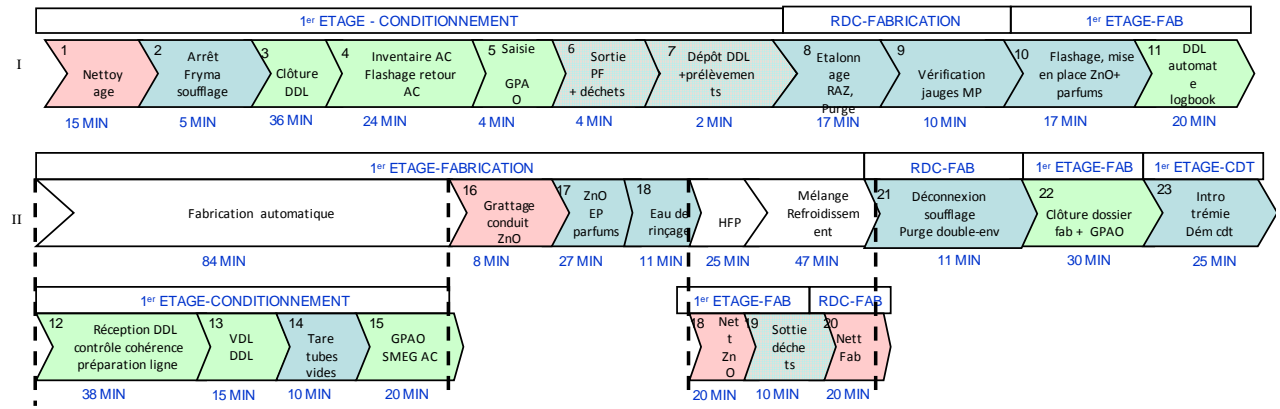 1er ETAGE - CONDITIONNEMENT
RDC-FABRICATION
1er ETAGE-FAB
I
1
Nettoy
age
2
Arrêt
Fryma
soufflage
3
Clôture
DDL
4
Inventaire AC
Flashage retour
AC
5
Saisie
GPA
O
6
Sortie
PF
+ déchets
7
Dépôt DDL
+prélèvemen
ts
8
Etalonn
age
RAZ,
Purge
9
Vérification
jauges MP
10
Flashage, mise
en place ZnO+
parfums
11
DDL
automat
e
logbook
15 MIN
5 MIN
36 MIN
24 MIN
4 MIN
4 MIN
2 MIN
17 MIN
10 MIN
17 MIN
20 MIN
1er ETAGE-FABRICATION
RDC-FAB
1er ETAGE-FAB
1er ETAGE-CDT
II
Fabrication automatique
16
Grattage
conduit
ZnO
17
ZnO
EP
parfums
18
Eau de
rinçage
HFP
Mélange
Refroidissem
ent
21
Déconnexion
soufflage
Purge double-env
22
Clôture dossier
fab + GPAO
23
Intro
trémie
Dém cdt
84 MIN
8 MIN
27 MIN
11 MIN
25 MIN
47 MIN
11 MIN
30 MIN
25 MIN
1er ETAGE-CONDITIONNEMENT
1er ETAGE-FAB
RDC-FAB
12
Réception DDL
contrôle cohérence
préparation ligne
13
VDL
DDL
14
Tare
tubes
vides
15
GPAO
SMEG AC
18
Net
t
Zn
O
19
Sottie
déche
ts
20
Nett
Fab
38 MIN
15 MIN
10 MIN
20 MIN
20 MIN
10 MIN
20 MIN